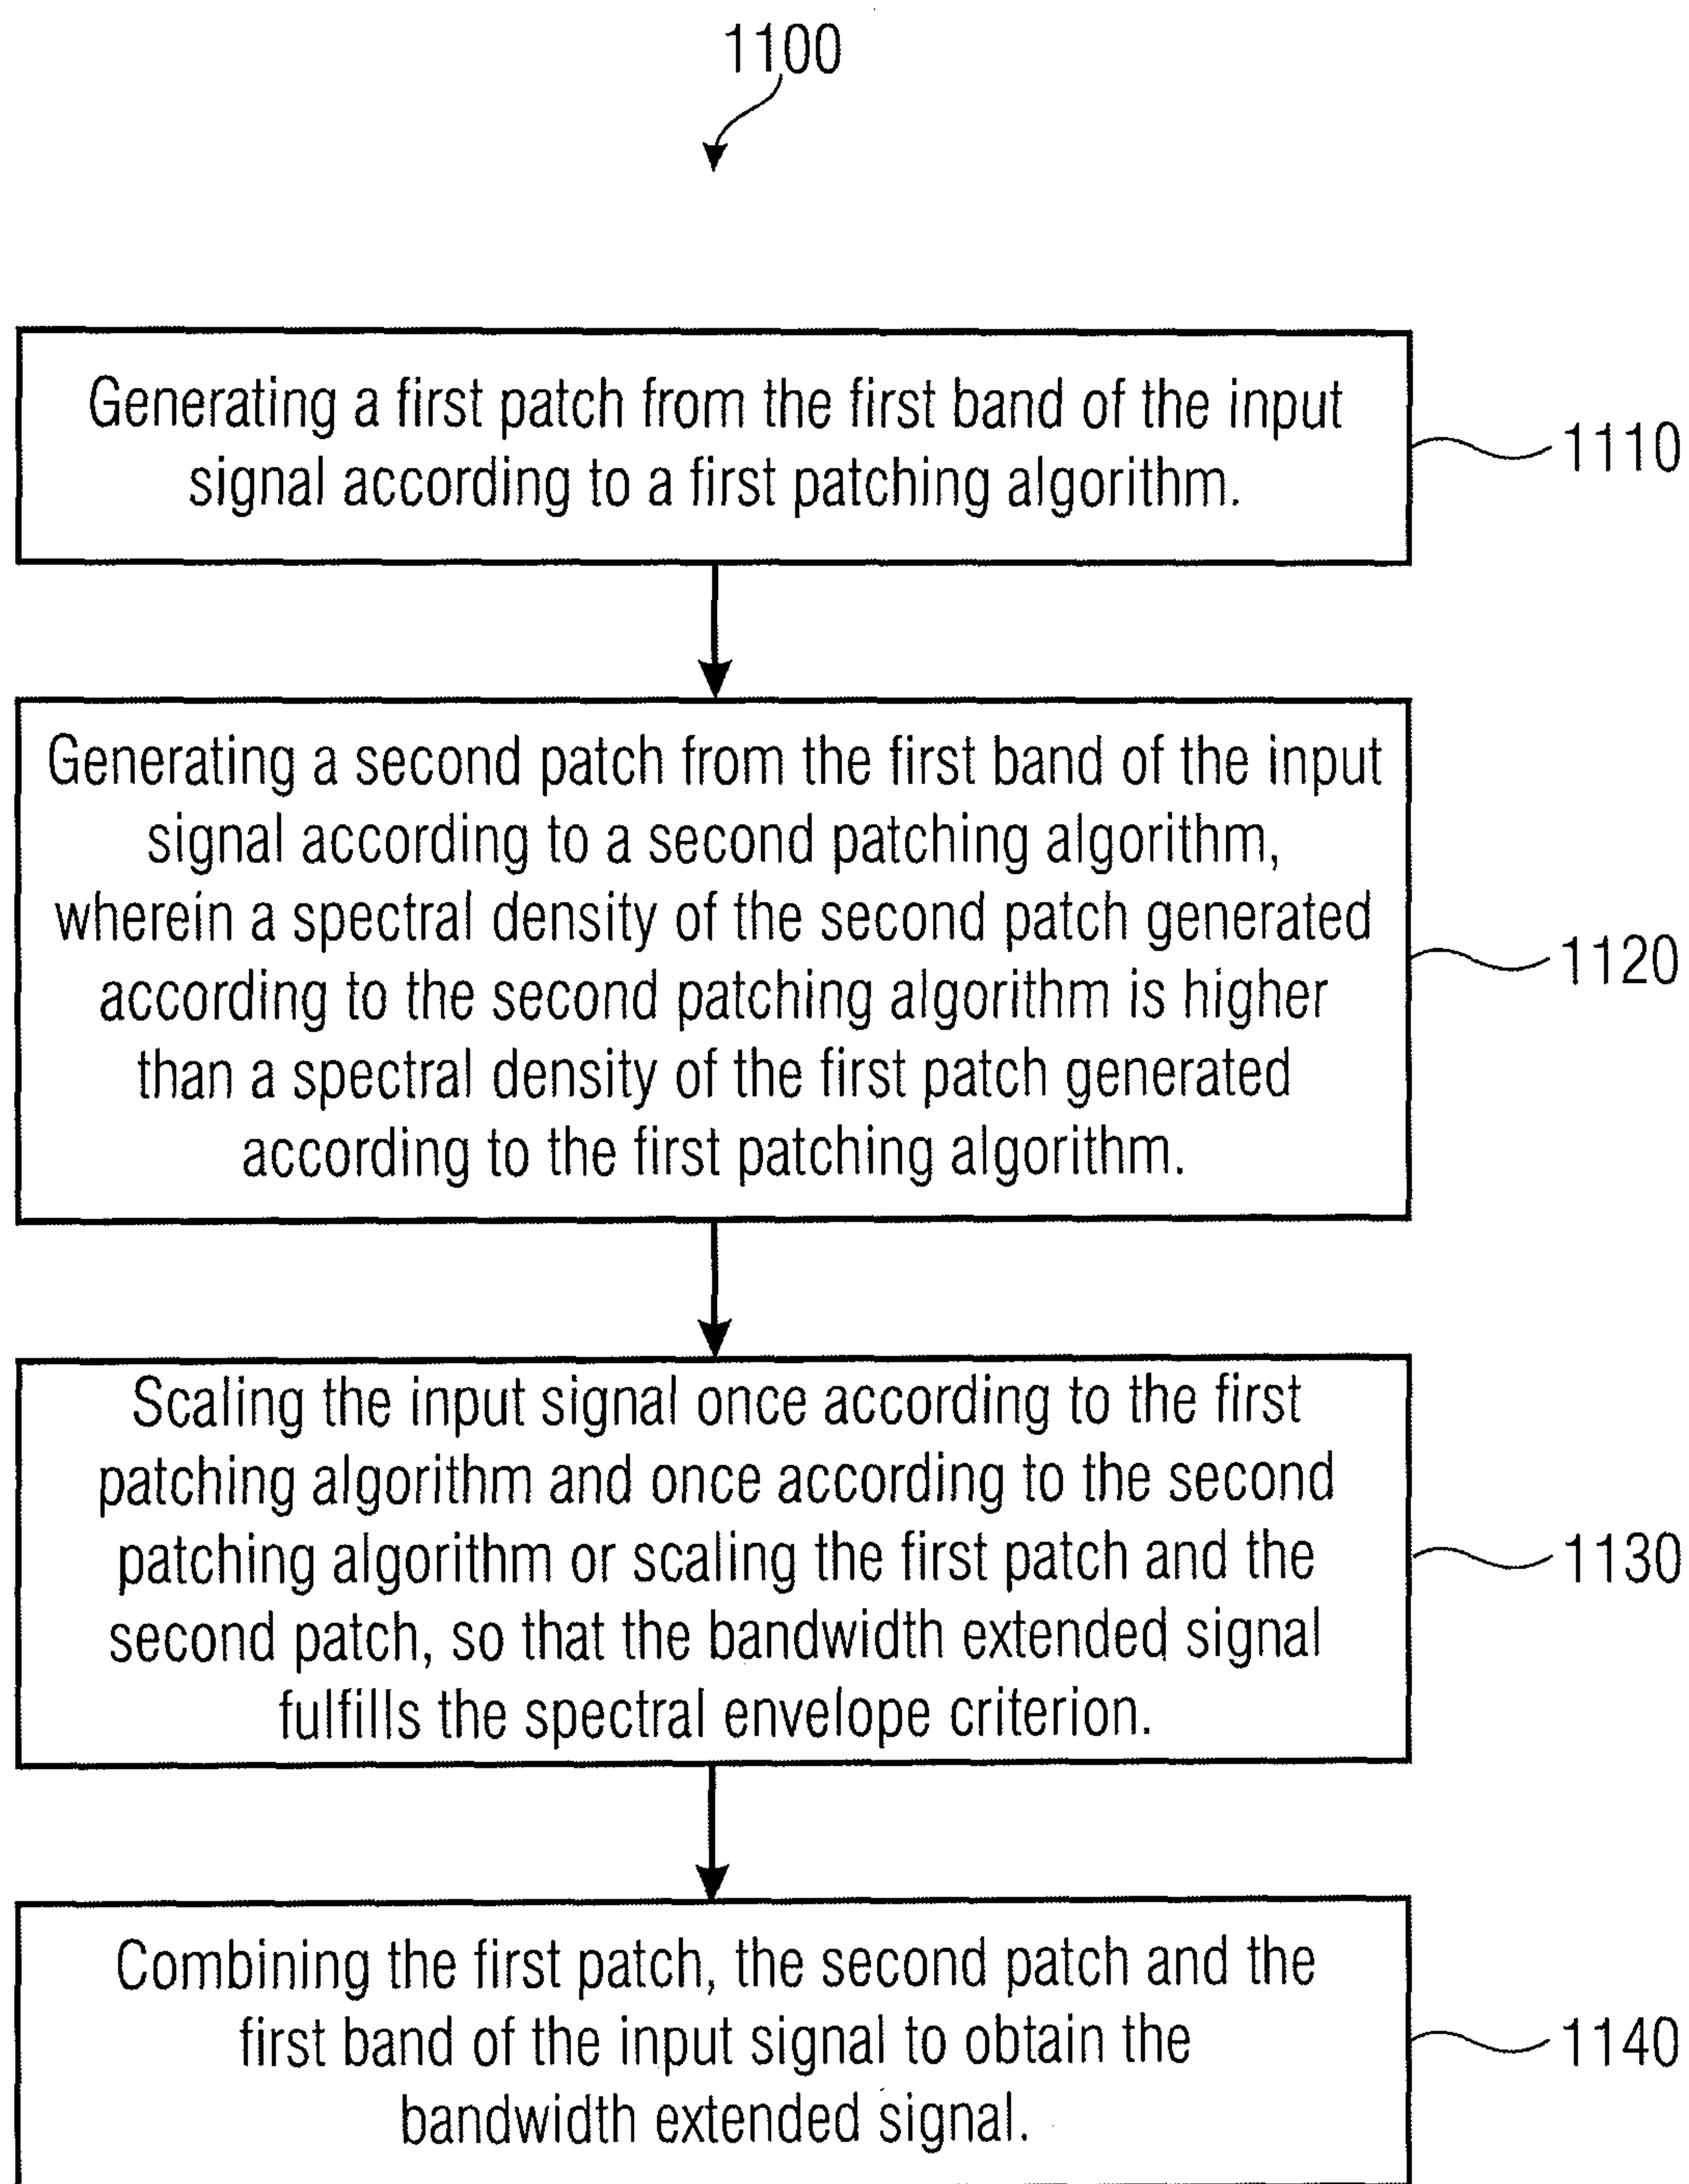 1100
Generating a first patch from the first band of the input
signal according to a first patching algorithm.
1110
Generating a second patch from the first band of the input
signal according to a second patching algorithm,
wherein a spectral density of the second patch generated
according to the second patching algorithm is higher
than a spectral density of the first patch generated
according to the first patching algorithm.
1120
Scaling the input signal once according to the first
patching algorithm and once according to the second
patching algorithm or scaling the first patch and the
second patch, so that the bandwidth extended signal
fulfills the spectral envelope criterion.
1130
Combining the first patch, the second patch and the
first band of the input signal to obtain the
bandwidth extended signal.
1140